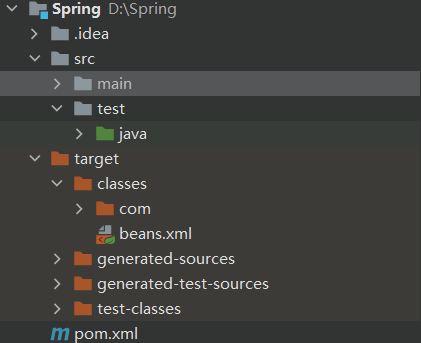 Spring D:\Spring
.idea
src
main
test
java
target
classes
com
beans.xml
generated-sources
generated-test-sources
test-classes
m pom.xml